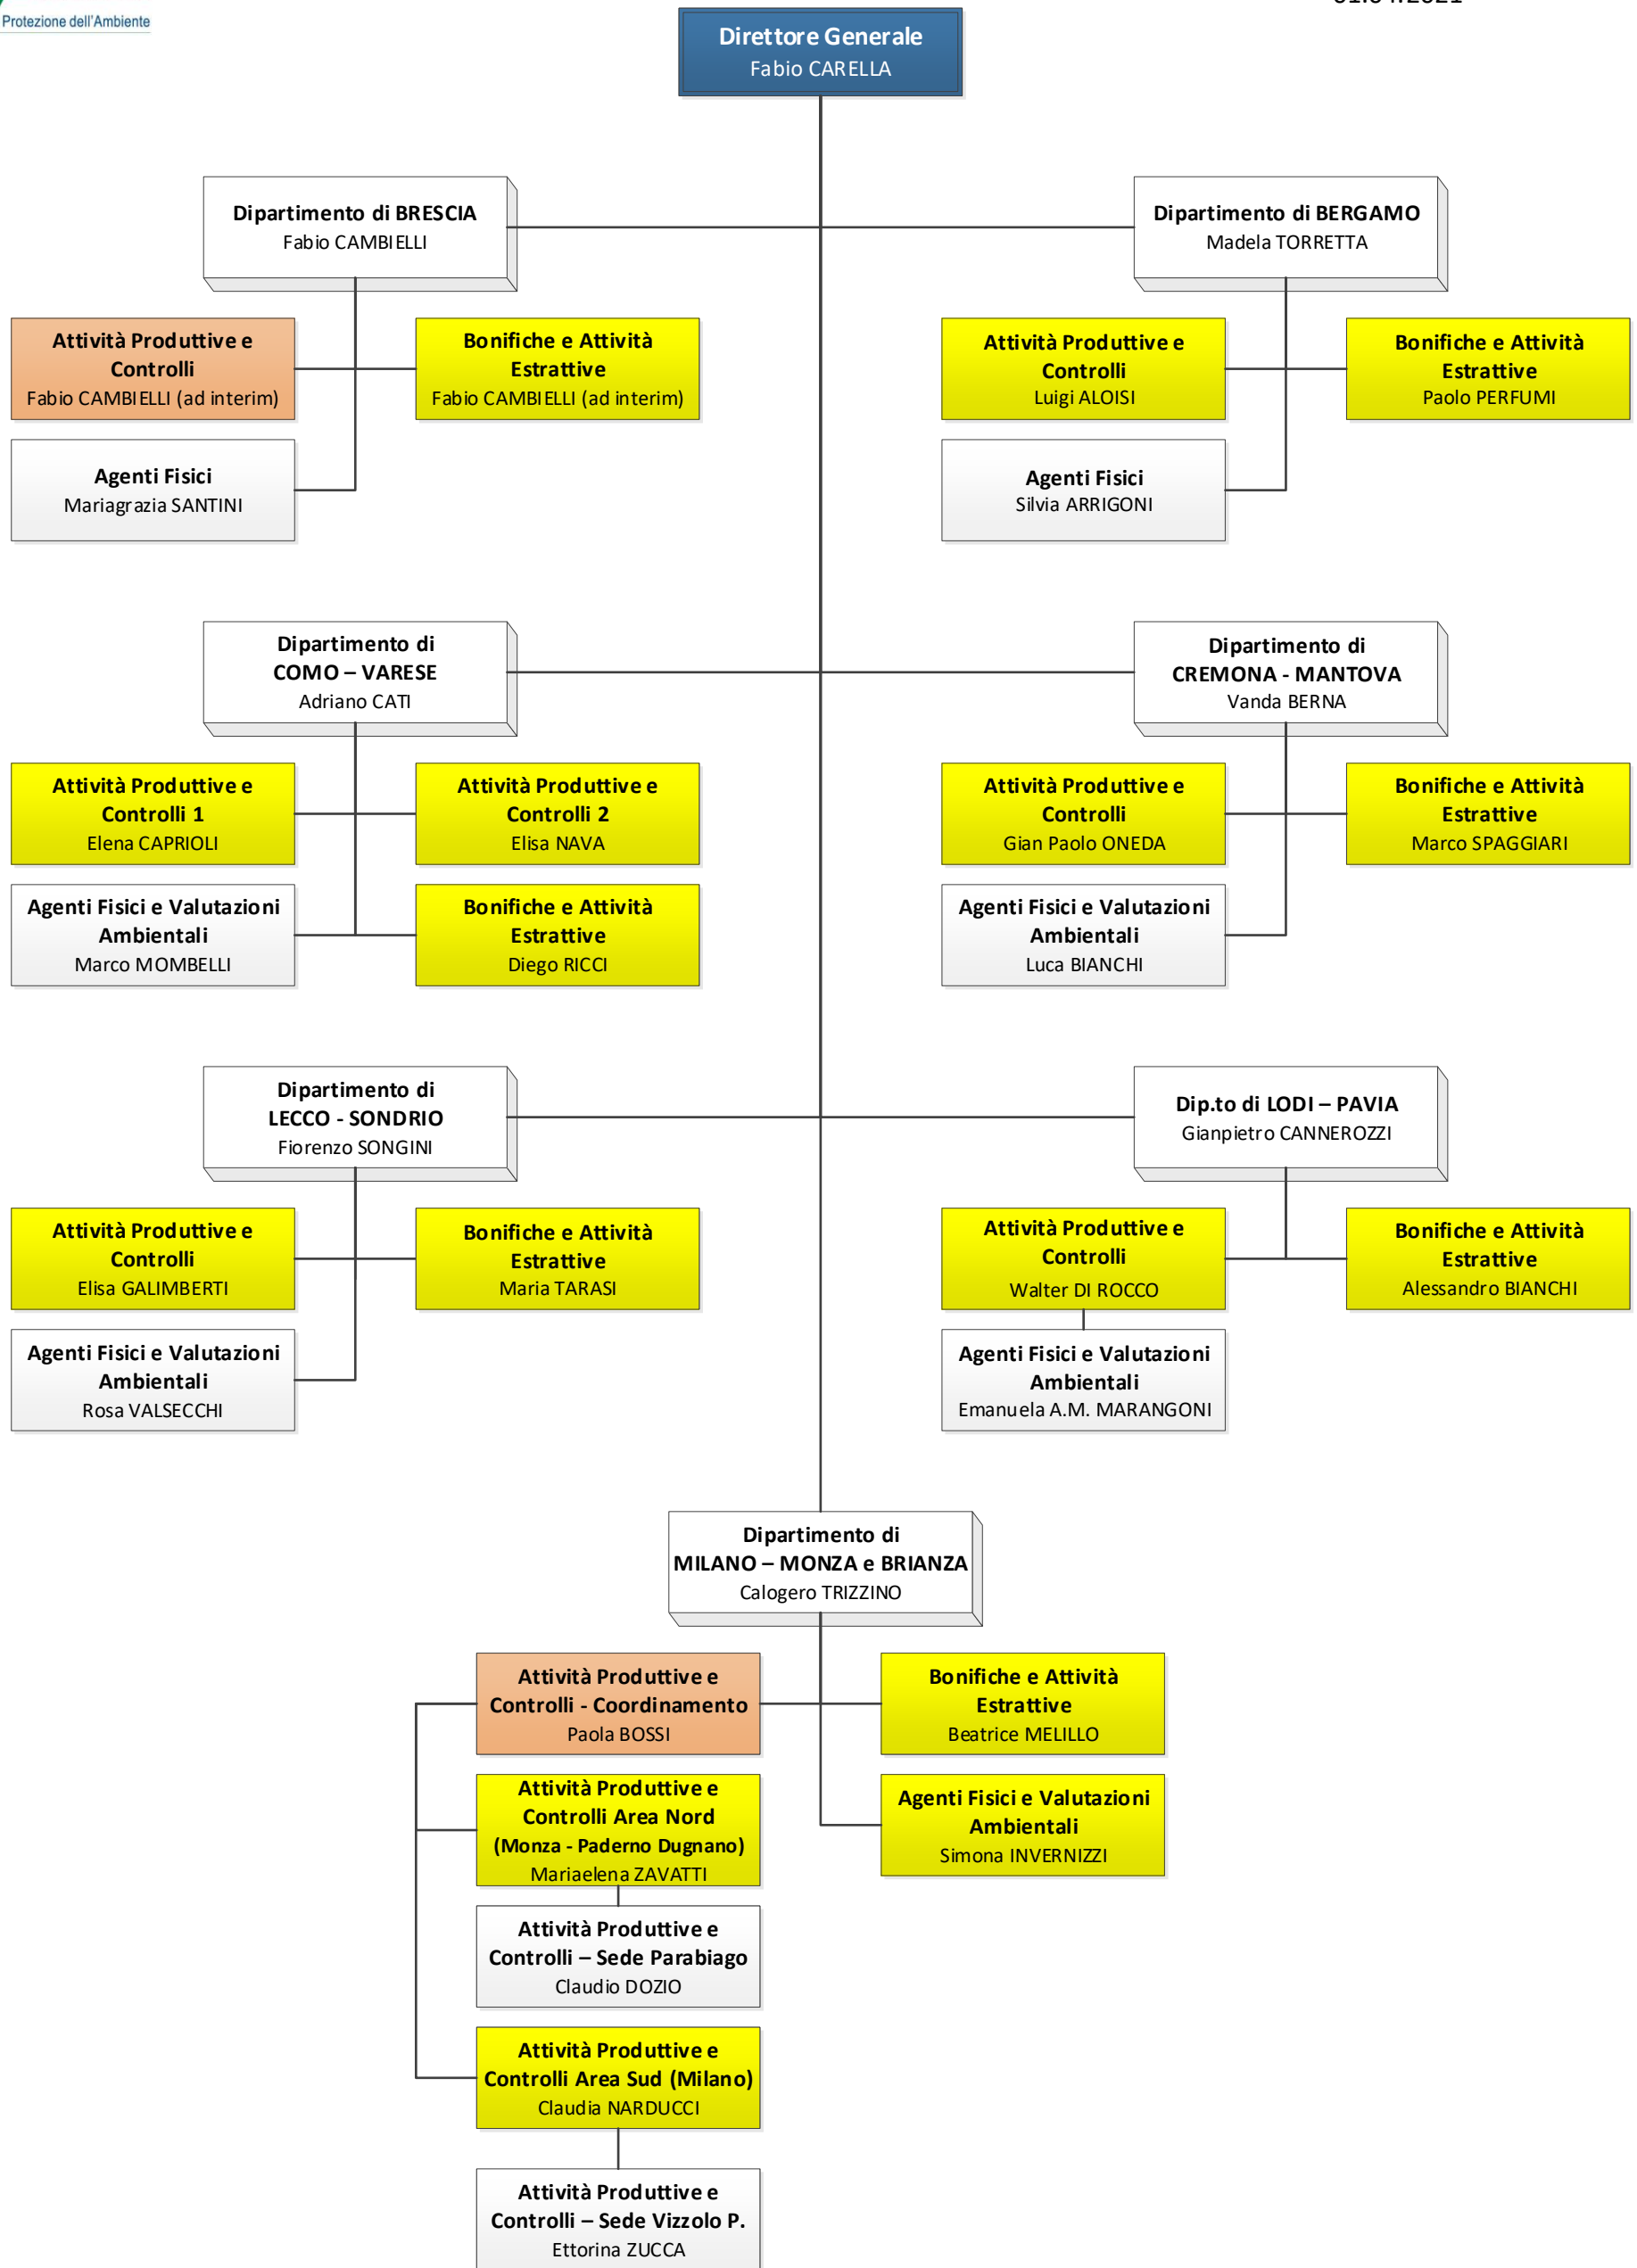 Protezione dell'Ambiente
Direttore Generale
Fabio CARELLA
Dipartimento di BRESCIA
Fabio CAMBIELLI
Dipartimento di BERGAMO
Madela TORRETTA
Attività Produttive e
Controlli
Fabio CAMBIELLI (ad interim)
Bonifiche e Attività
Estrattive
Fabio CAMBIELLI (ad interim)
Attività Produttive e
Controlli
Luigi ALOISI
Bonifiche e Attività
Estrattive
Paolo PERFUMI
Agenti Fisici
Mariagrazia SANTINI
Agenti Fisici
Silvia ARRIGONI
Dipartimento di
COMO – VARESE
Adriano CATI
Dipartimento di
CREMONA - MANTOVA
Vanda BERNA
Attività Produttive e
Controlli 1
Elena CAPRIOLI
Attività Produttive e
Controlli 2
Elisa NAVA
Attività Produttive e
Controlli
Gian Paolo ONEDA
Bonifiche e Attività
Estrattive
Marco SPAGGIARI
Agenti Fisici e Valutazioni
Ambientali
Marco MOMBELLI
Bonifiche e Attività
Estrattive
Diego RICCI
Agenti Fisici e Valutazioni
Ambientali
Luca BIANCHI
Dipartimento di
LECCO - SONDRIO
Fiorenzo SONGINI
Dip.to di LODI – PAVIA
Gianpietro CANNEROZZI
Attività Produttive e
Controlli
Elisa GALIMBERTI
Bonifiche e Attività
Estrattive
Maria TARASI
Attività Produttive e
Controlli
Walter DI ROCCO
Bonifiche e Attività
Estrattive
Alessandro BIANCHI
Agenti Fisici e Valutazioni
Ambientali
Rosa VALSECCHI
Agenti Fisici e Valutazioni
Ambientali
Emanuela A.M. MARANGONI
Dipartimento di
MILANO – MONZA e BRIANZA
Calogero TRIZZINO
Attività Produttive e
Controlli - Coordinamento
Paola BOSSI
Bonifiche e Attività
Estrattive
Beatrice MELILLO
Attività Produttive e
Controlli Area Nord
(Monza - Paderno Dugnano)
Mariaelena ZAVATTI
Agenti Fisici e Valutazioni
Ambientali
Simona INVERNIZZI
Attività Produttive e
Controlli – Sede Parabiago
Claudio DOZIO
Attività Produttive e
Controlli Area Sud (Milano)
Claudia NARDUCCI
Attività Produttive e
Controlli – Sede Vizzolo P.
Ettorina ZUCCA